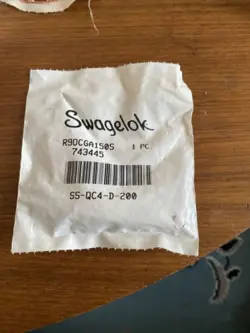 Swagelok
R90CGA150S 1 PC.
743445
SS-QC4-D-200